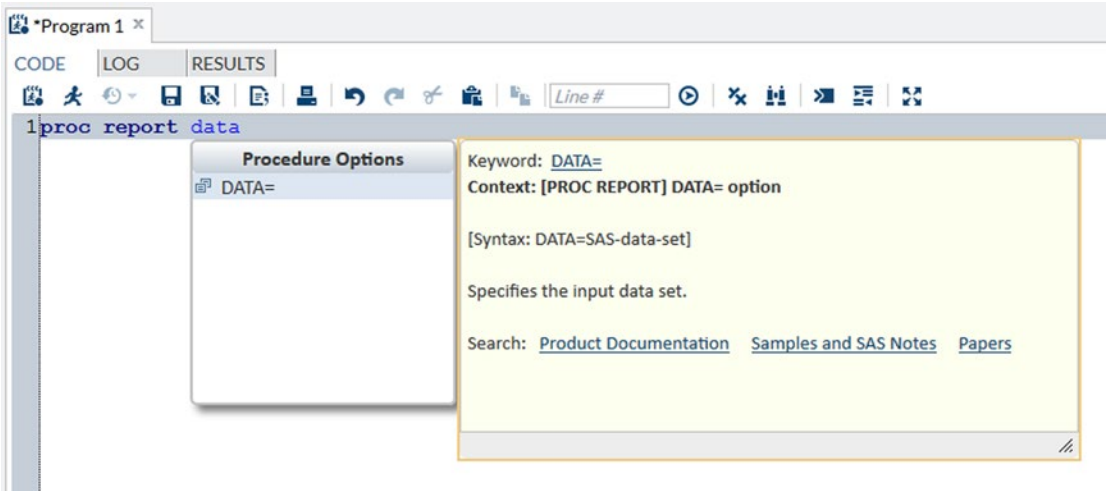 *Program 1 ×
CODE LOG RESULTS
Line #
1 proc report data
Procedure Options
DATA=
Keyword: DATA=
Context: [PROC REPORT] DATA= option
[Syntax: DATA=SAS-data-set]
Specifies the input data set.
Search: Product Documentation Samples and SAS Notes Papers